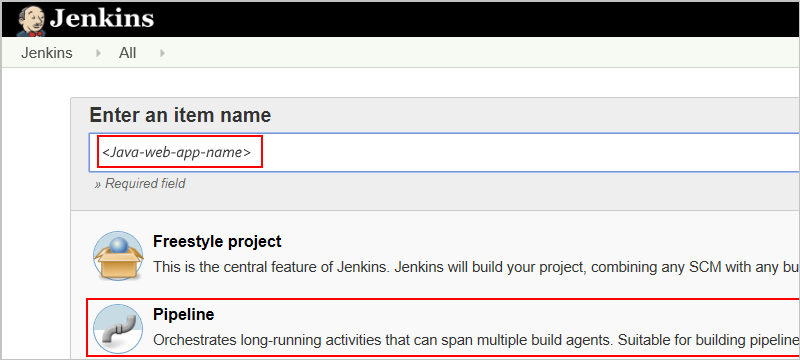 Jenkins
Jenkins All
Enter an item name
<Java-web-app-name>
» Required field
Freestyle project
This is the central feature of Jenkins. Jenkins will build your project, combining any SCM with any bu
Pipeline
Orchestrates long-running activities that can span multiple build agents. Suitable for building pipeline